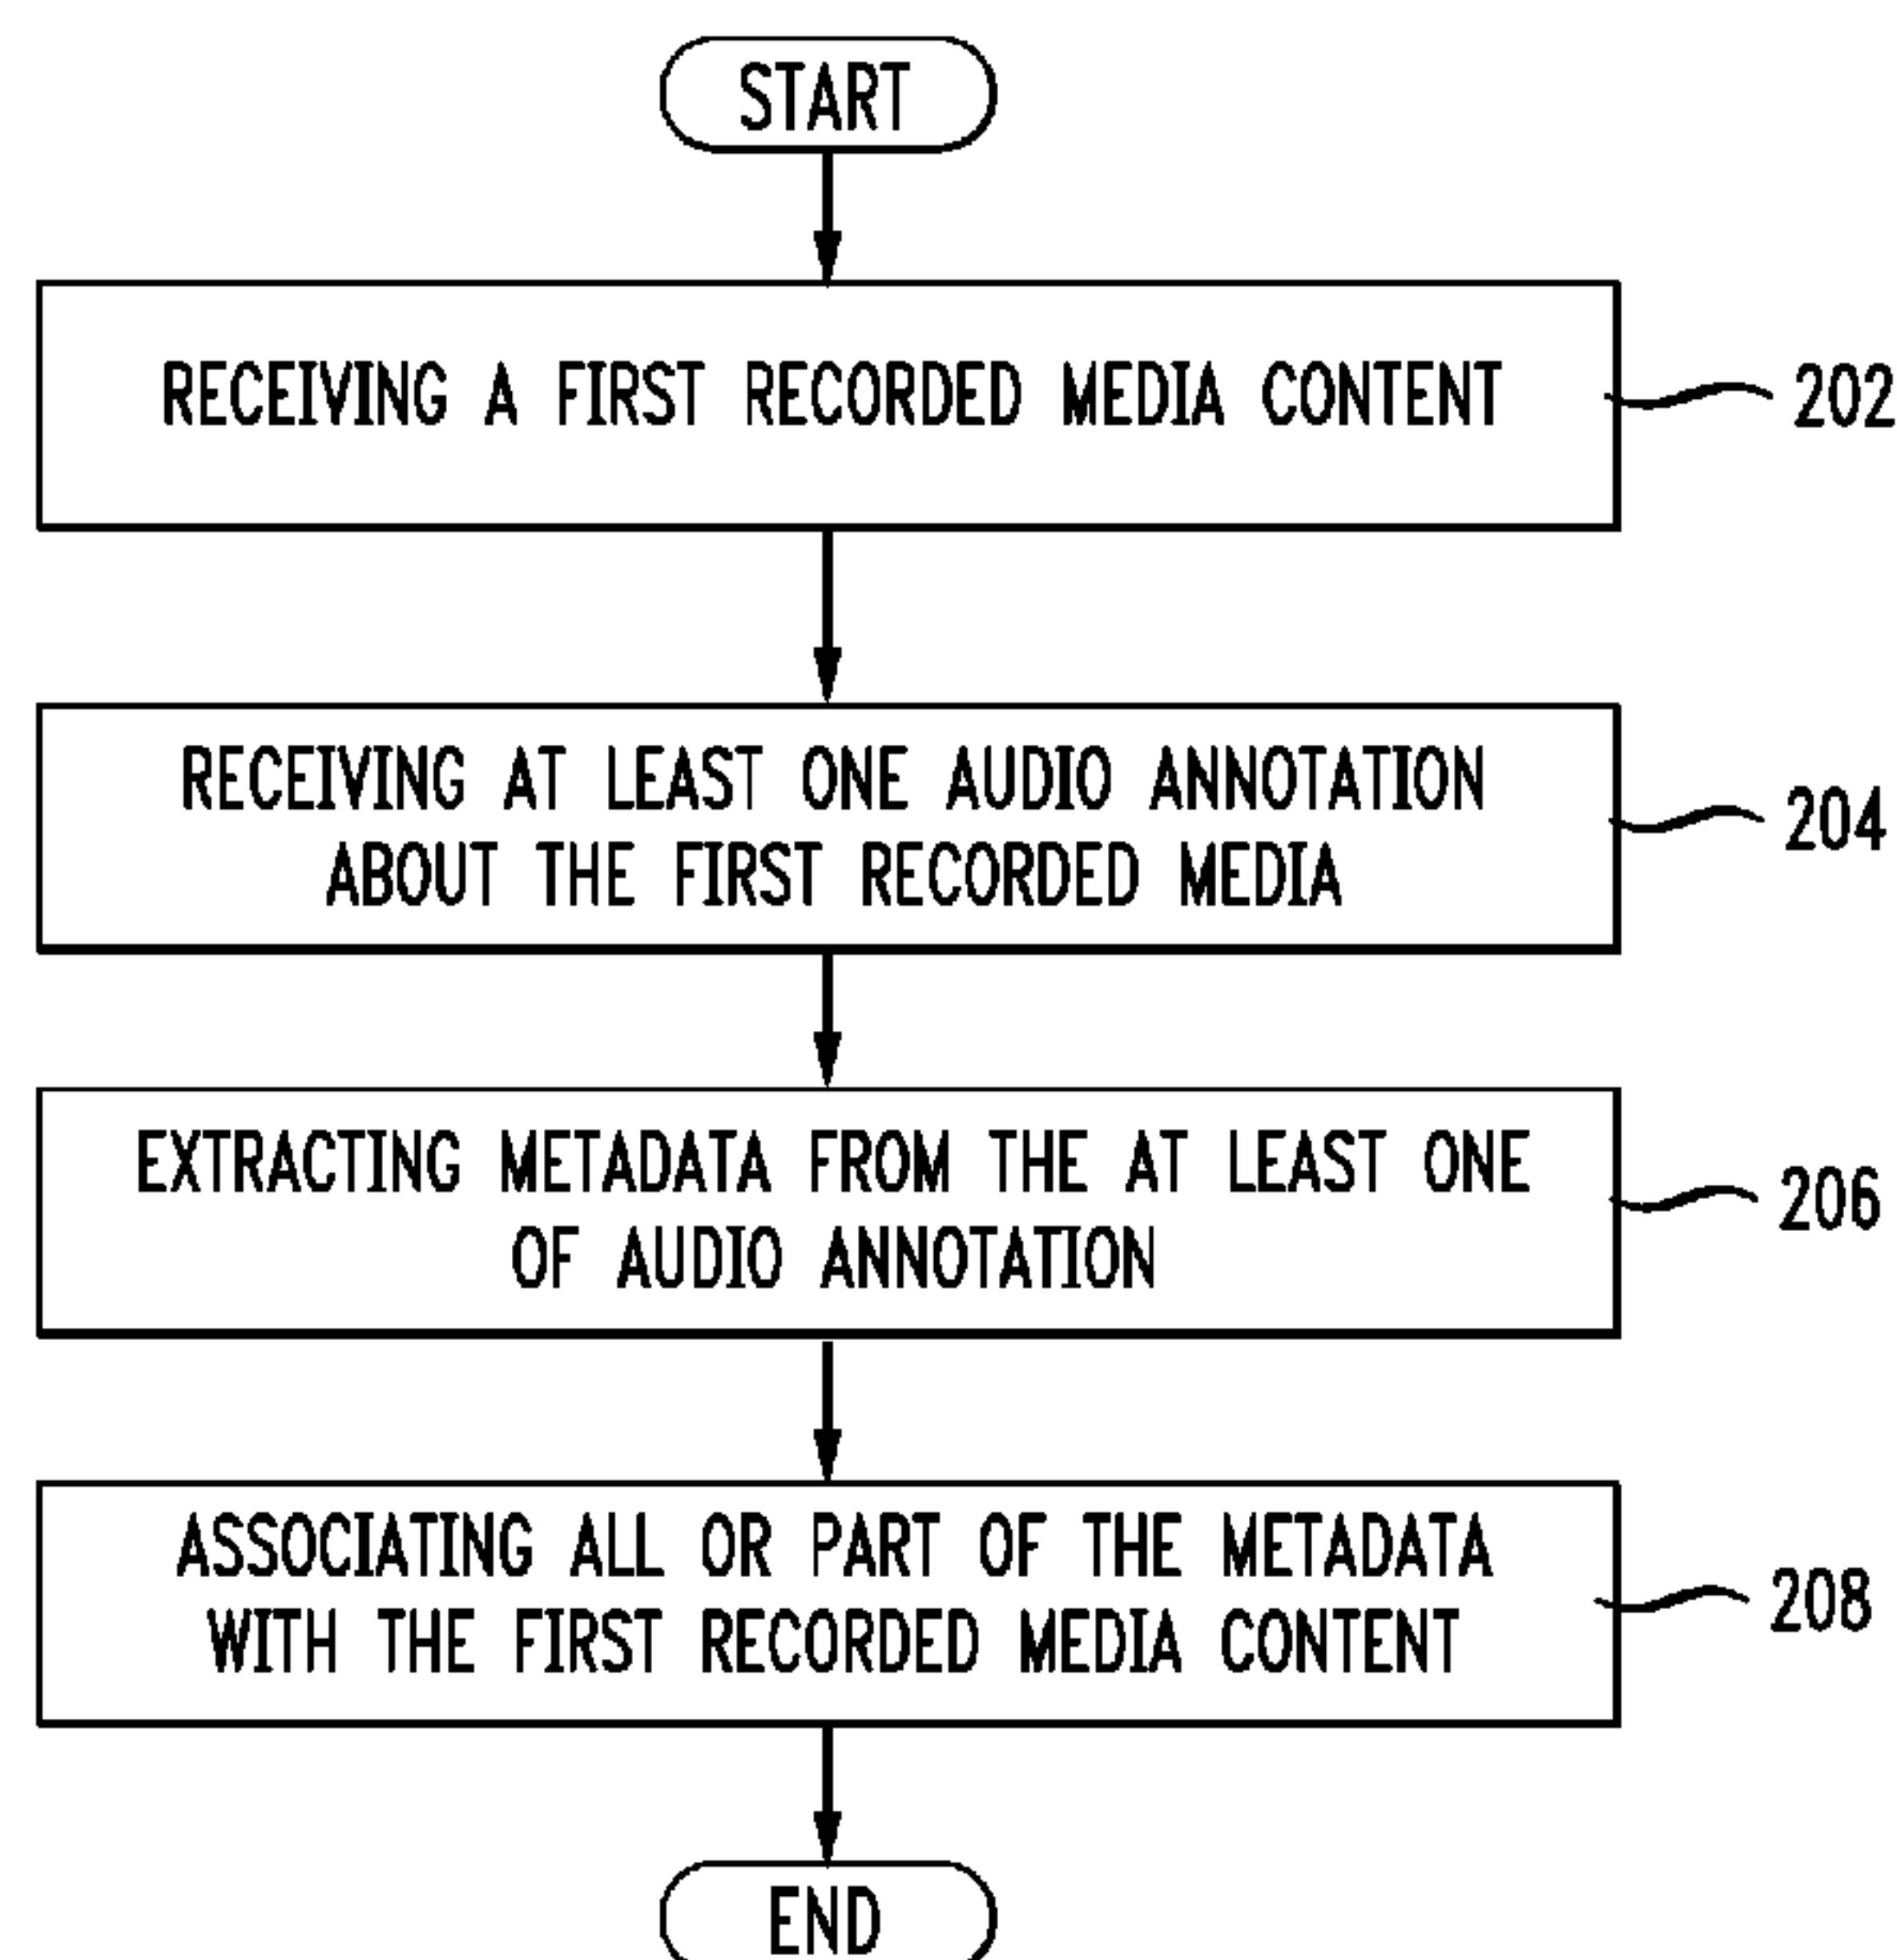 START
RECEIVING A FIRST RECORDED MEDIA CONTENT
202
RECEIVING AT LEAST ONE AUDIO ANNOTATION
ABOUT THE FIRST RECORDED MEDIA
204
EXTRACTING METADATA FROM THE AT LEAST ONE
OF AUDIO ANNOTATION
206
ASSOCIATING ALL OR PART OF THE METADATA
WITH THE FIRST RECORDED MEDIA CONTENT
208
END